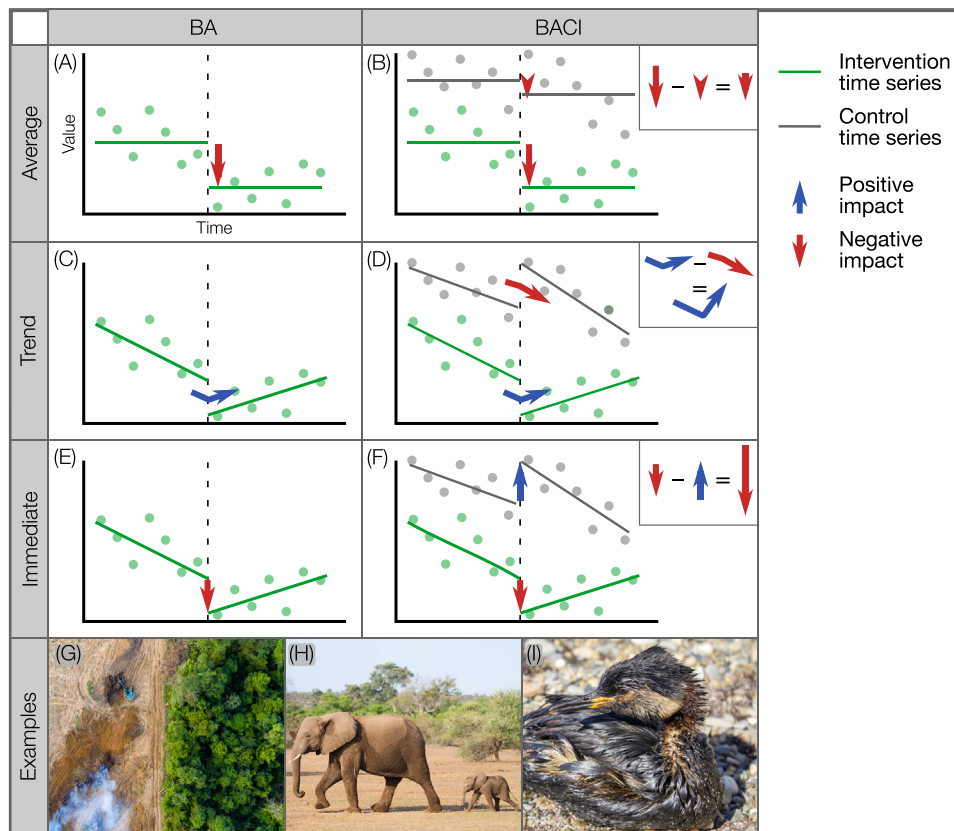 BA
BACI
Average
(A)
Value
Time
(B)
– =
Intervention
time series
Control
time series
Positive
impact
Negative
impact
Trend
(C)
(D)
–
=
Immediate
(E)
(F)
– =
Examples
(G)
(H)
(I)